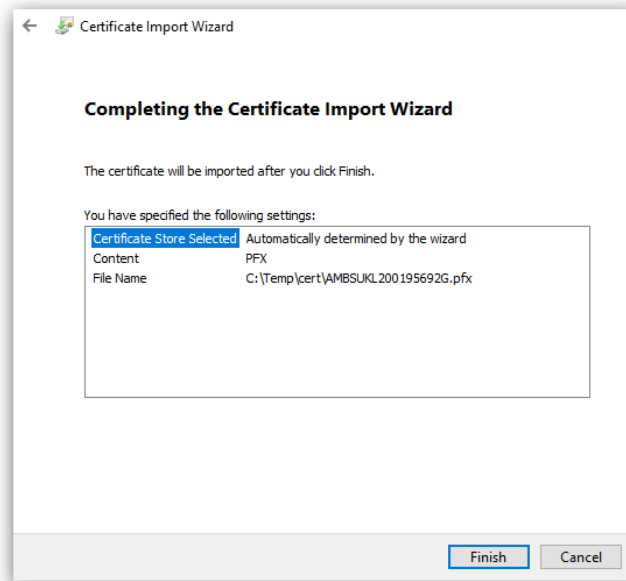 Certificate Import Wizard
Completing the Certificate Import Wizard
The certificate will be imported after you click Finish.
You have specified the following settings:
Certificate Store Selected Automatically determined by the wizard
Content PFX
File Name C:\Temp\cert\AMBSUKL200195692G.pfx
Finish Cancel